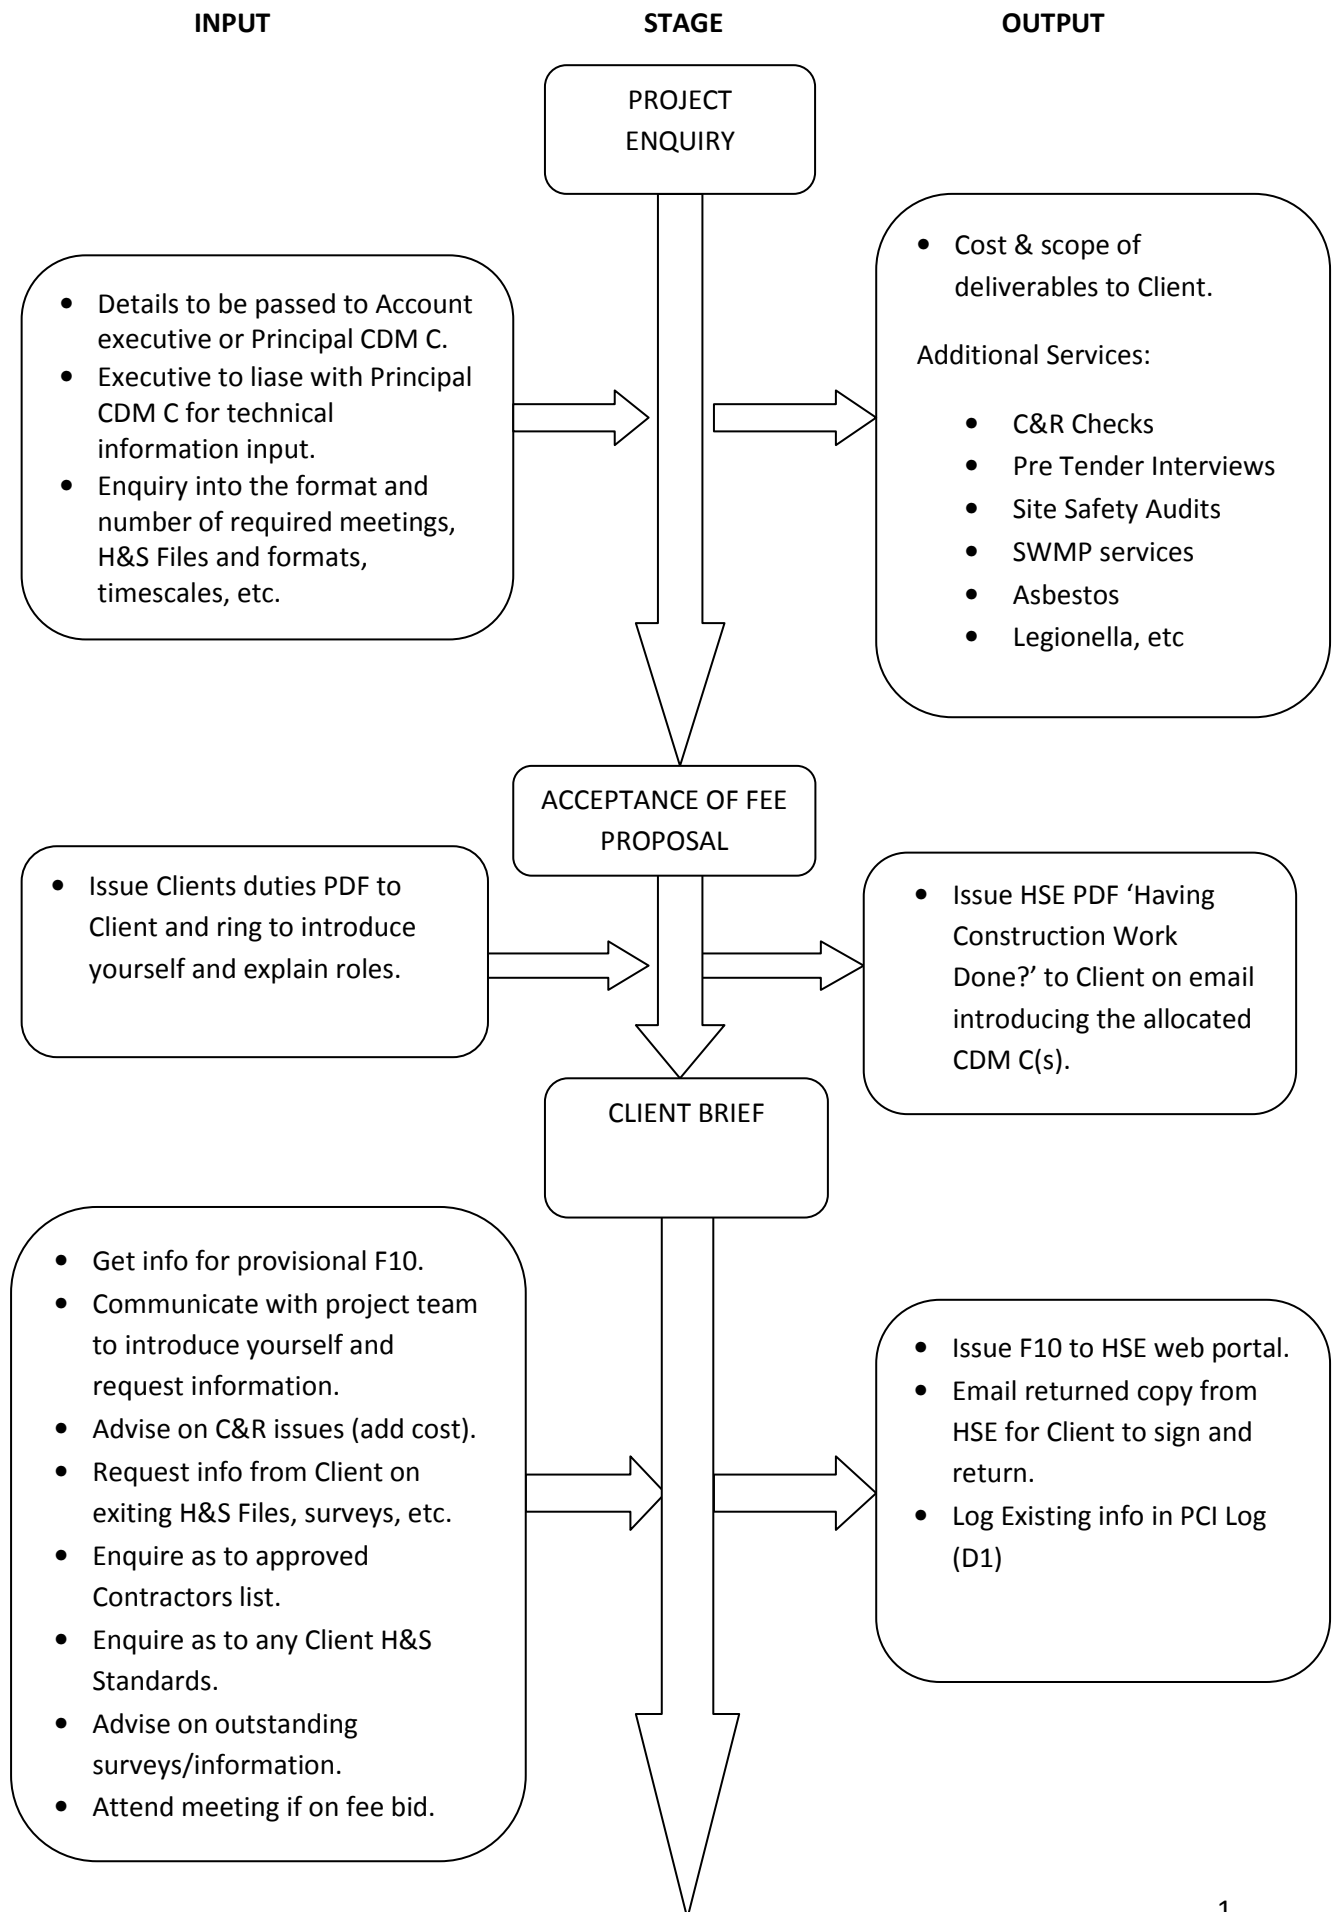 INPUT
STAGE
OUTPUT
PROJECT
ENQUIRY
• Details to be passed to Account
executive or Principal CDM C.
• Executive to liase with Principal
CDM C for technical
information input.
• Enquiry into the format and
number of required meetings,
H&S Files and formats,
timescales, etc.
• Cost & scope of
deliverables to Client.
Additional Services:
• C&R Checks
• Pre Tender Interviews
• Site Safety Audits
• SWMP services
• Asbestos
• Legionella, etc
ACCEPTANCE OF FEE
PROPOSAL
• Issue Clients duties PDF to
Client and ring to introduce
yourself and explain roles.
• Issue HSE PDF ‘Having
Construction Work
Done?’ to Client on email
introducing the allocated
CDM C(s).
CLIENT BRIEF
• Get info for provisional F10.
• Communicate with project team
to introduce yourself and
request information.
• Advise on C&R issues (add cost).
• Request info from Client on
exiting H&S Files, surveys, etc.
• Enquire as to approved
Contractors list.
• Enquire as to any Client H&S
Standards.
• Advise on outstanding
surveys/information.
• Attend meeting if on fee bid.
• Issue F10 to HSE web portal.
• Email returned copy from
HSE for Client to sign and
return.
• Log Existing info in PCI Log
(D1)
1